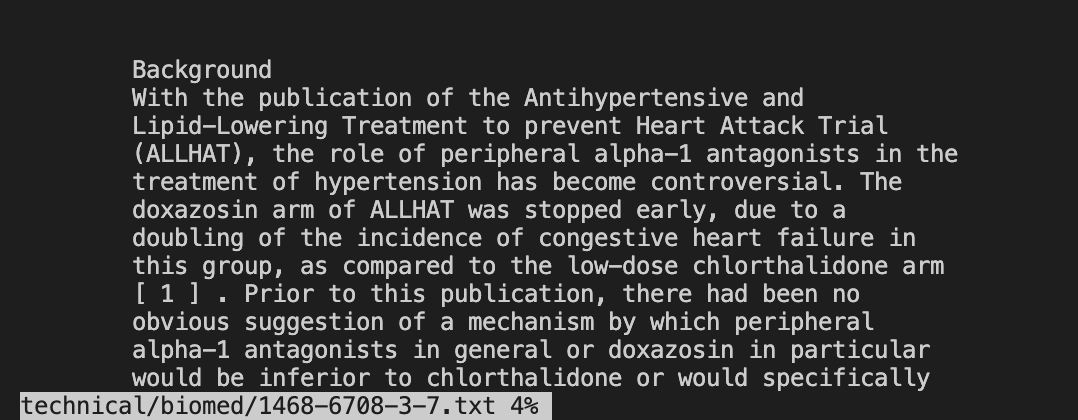 Background
With the publication of the Antihypertensive and
Lipid-Lowering Treatment to prevent Heart Attack Trial
(ALLHAT), the role of peripheral alpha-1 antagonists in the
treatment of hypertension has become controversial. The
doxazosin arm of ALLHAT was stopped early, due to a
doubling of the incidence of congestive heart failure in
this group, as compared to the low-dose chlorthalidone arm
[ 1 ] . Prior to this publication, there had been no
obvious suggestion of a mechanism by which peripheral
alpha-1 antagonists in general or doxazosin in particular
would be inferior to chlorthalidone or would specifically
technical/biomed/1468-6708-3-7.txt 4%